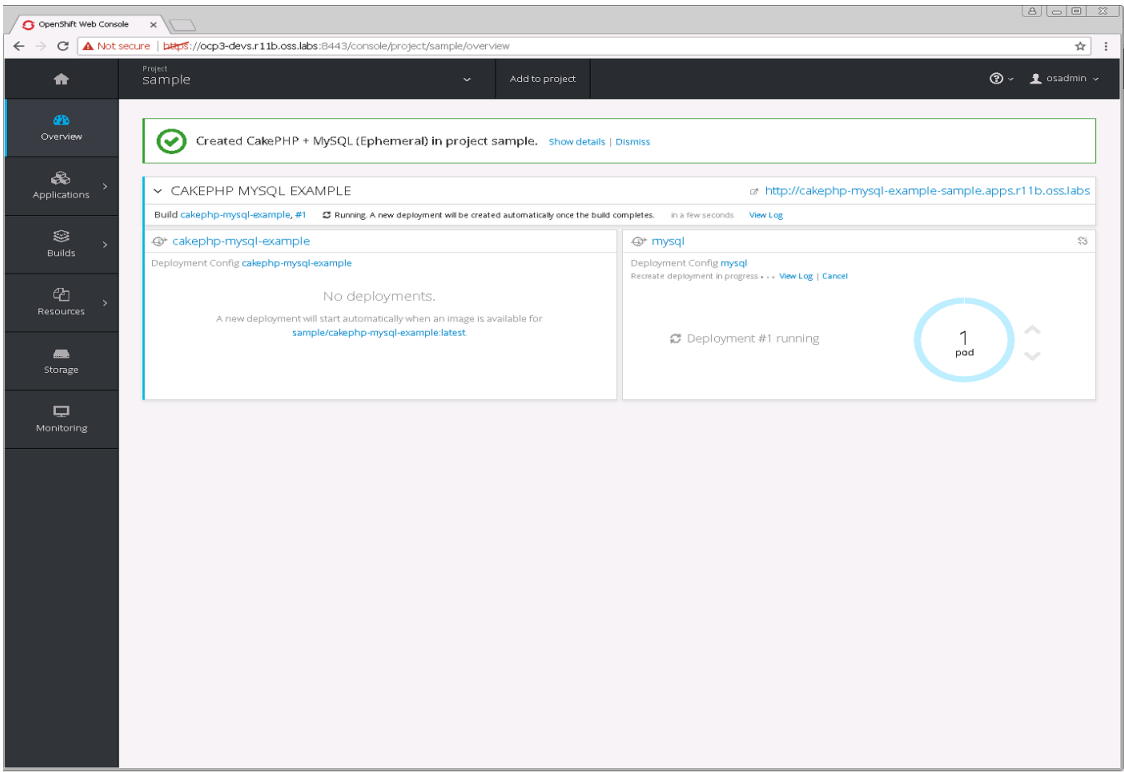 OpenShift Web Console
Not secure | https://ocp3-devs.r11b.oss.labs:8443/console/project/sample/overview
Project
sample
Add to project
osadmin
Overview
Applications
Builds
Resources
Storage
Monitoring
Created CakePHP + MySQL (Ephemeral) in project sample. Show details | Dismiss
CAKEPHP MYSQL EXAMPLE
http://cakephp-mysql-example-sample.apps.r11b.oss.labs
Build cakephp-mysql-example, #1 Running. A new deployment will be created automatically once the build completes. in a few seconds View Log
cakephp-mysql-example
Deployment Config cakephp-mysql-example
No deployments.
A new deployment will start automatically when an image is available for
sample/cakephp-mysql-example:latest.
mysql
Deployment Config mysql
Recreate deployment in progress • • • View Log | Cancel
Deployment #1 running
1
pod